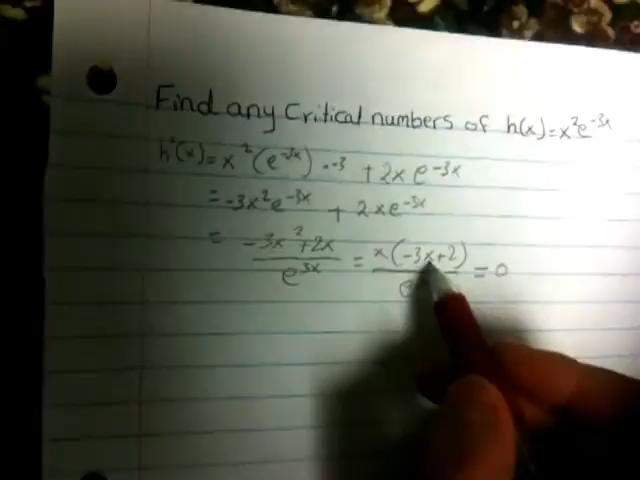 Find any Critical numbers of h(x)=x²e⁻³ˣ
h'(x)=x²(e⁻³ˣ)·-3 + 2xe⁻³ˣ
= -3x²e⁻³ˣ + 2xe⁻³ˣ
= (-3x²+2x)/e³ˣ = x(-3x+2)/e = 0